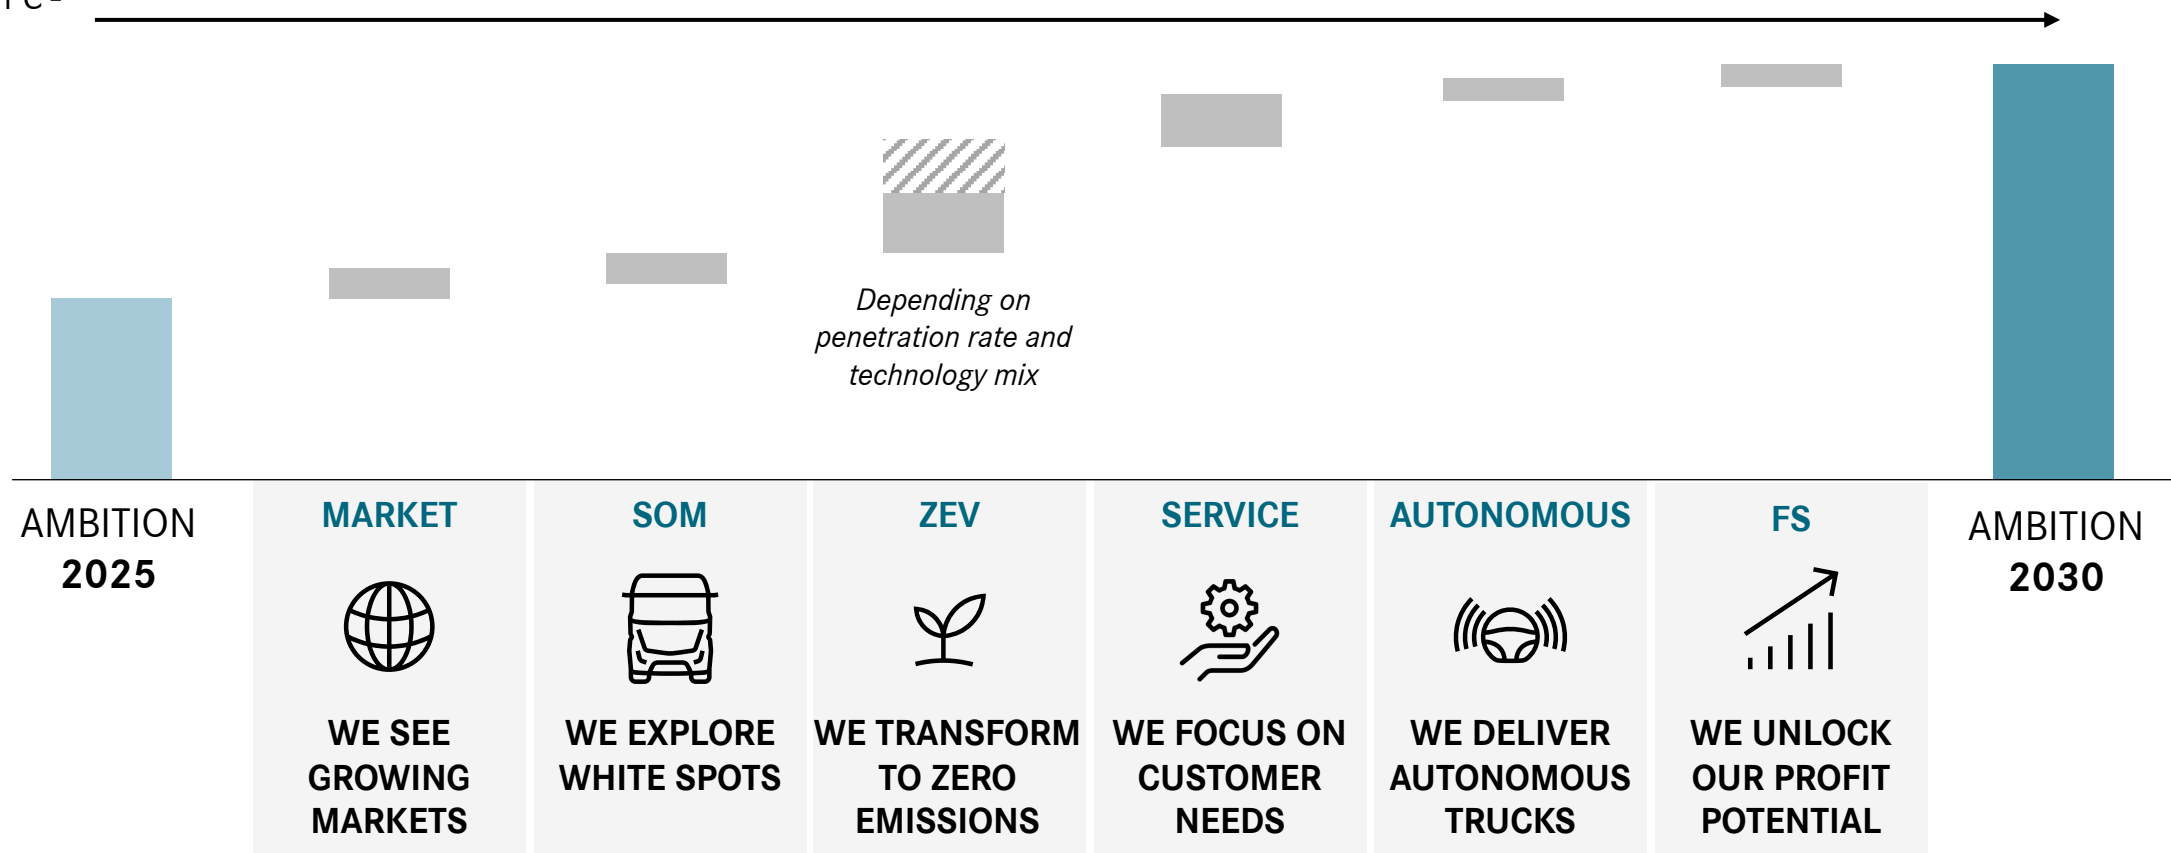 Depending on
penetration rate and
technology mix
AMBITION
2025
MARKET
WE SEE
GROWING
MARKETS
SOM
WE EXPLORE
WHITE SPOTS
ZEV
WE TRANSFORM
TO ZERO
EMISSIONS
SERVICE
WE FOCUS ON
CUSTOMER
NEEDS
AUTONOMOUS
WE DELIVER
AUTONOMOUS
TRUCKS
FS
WE UNLOCK
OUR PROFIT
POTENTIAL
AMBITION
2030